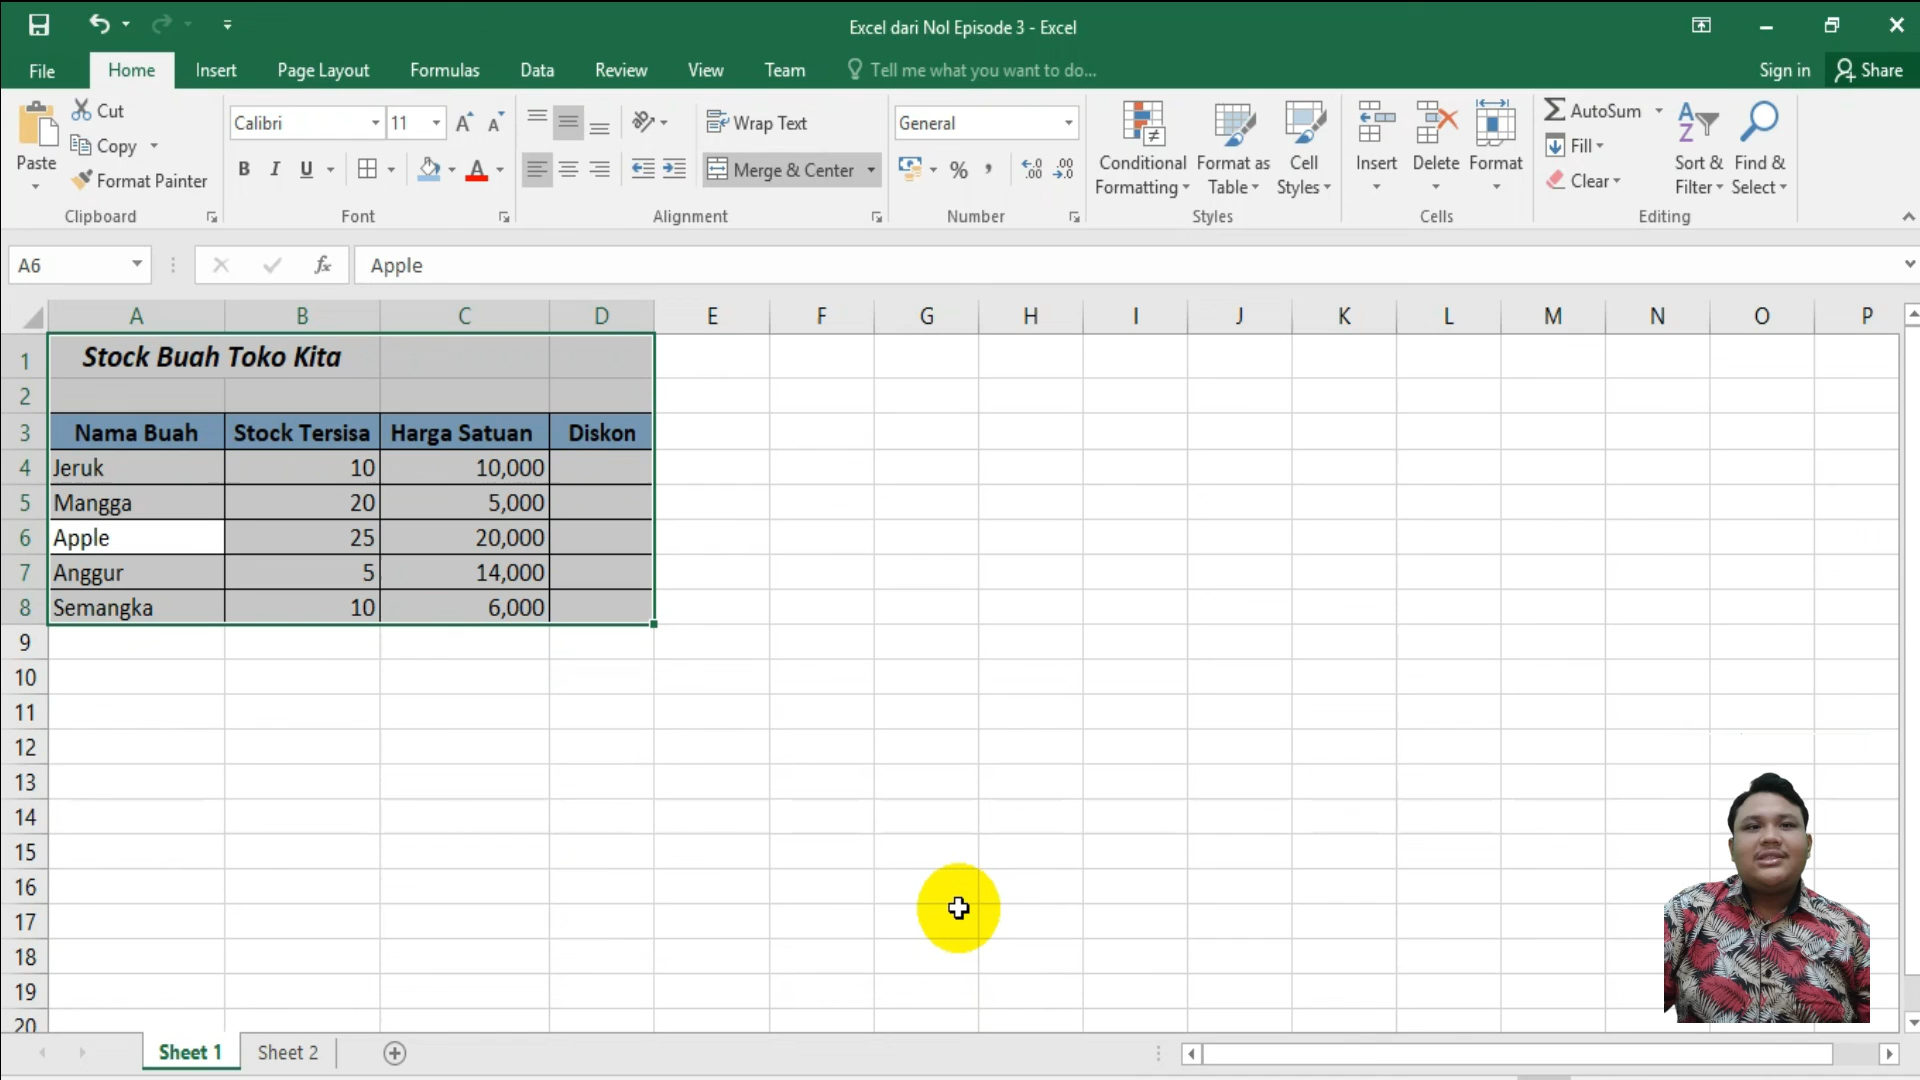 Excel dari Nol Episode 3 - Excel
File Home Insert Page Layout Formulas Data Review View Team Tell me what you want to do... Sign in Share
Paste
Cut
Copy
Format Painter
Clipboard
Calibri 11
B I U
Font
Wrap Text
Merge & Center
Alignment
General
% ,
Number
Conditional Formatting
Format as Table
Cell Styles
Styles
Insert Delete Format
Cells
AutoSum
Fill
Clear
Sort & Filter
Find & Select
Editing
A6 fx Apple
A B C D E F G H I J K L M N O P
1 Stock Buah Toko Kita
2
3 Nama Buah Stock Tersisa Harga Satuan Diskon
4 Jeruk 10 10,000
5 Mangga 20 5,000
6 Apple 25 20,000
7 Anggur 5 14,000
8 Semangka 10 6,000
9
10
11
12
13
14
15
16
17
18
19
20
Sheet 1 Sheet 2